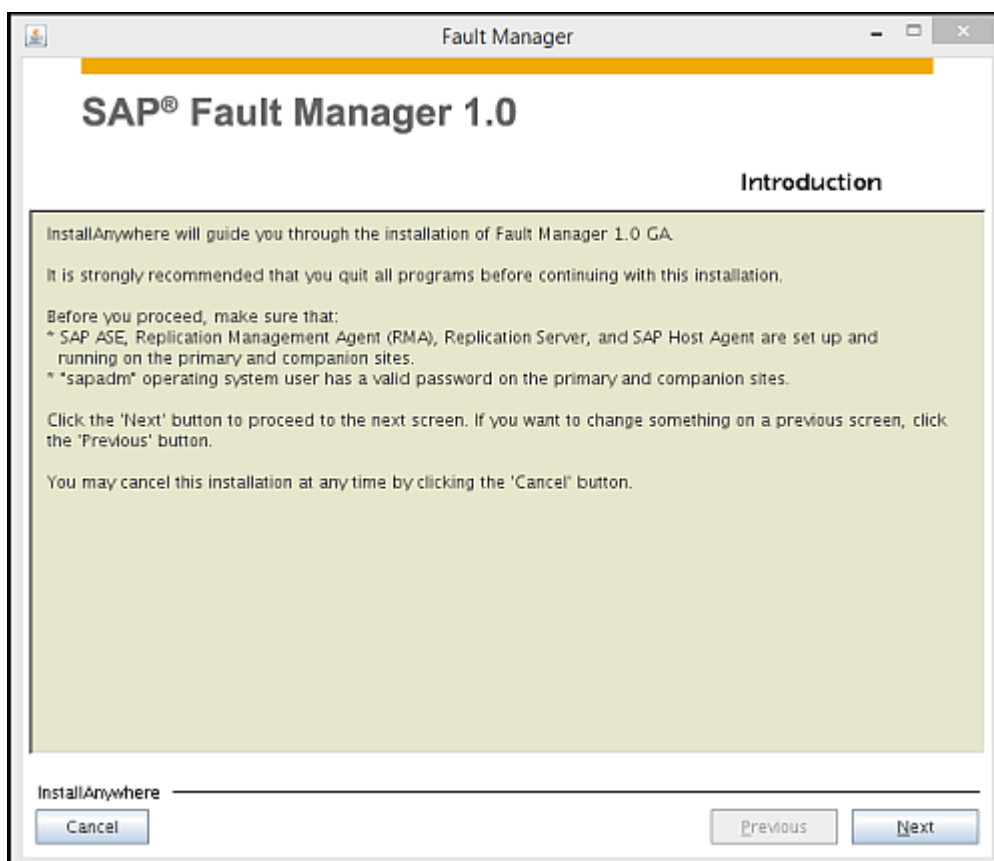 Fault Manager
SAP® Fault Manager 1.0
Introduction
InstallAnywhere will guide you through the installation of Fault Manager 1.0 GA.
It is strongly recommended that you quit all programs before continuing with this installation.
Before you proceed, make sure that:
* SAP ASE, Replication Management Agent (RMA), Replication Server, and SAP Host Agent are set up and
running on the primary and companion sites.
* "sapadm" operating system user has a valid password on the primary and companion sites.
Click the 'Next' button to proceed to the next screen. If you want to change something on a previous screen, click
the 'Previous' button.
You may cancel this installation at any time by clicking the 'Cancel' button.
InstallAnywhere
Cancel
Previous
Next